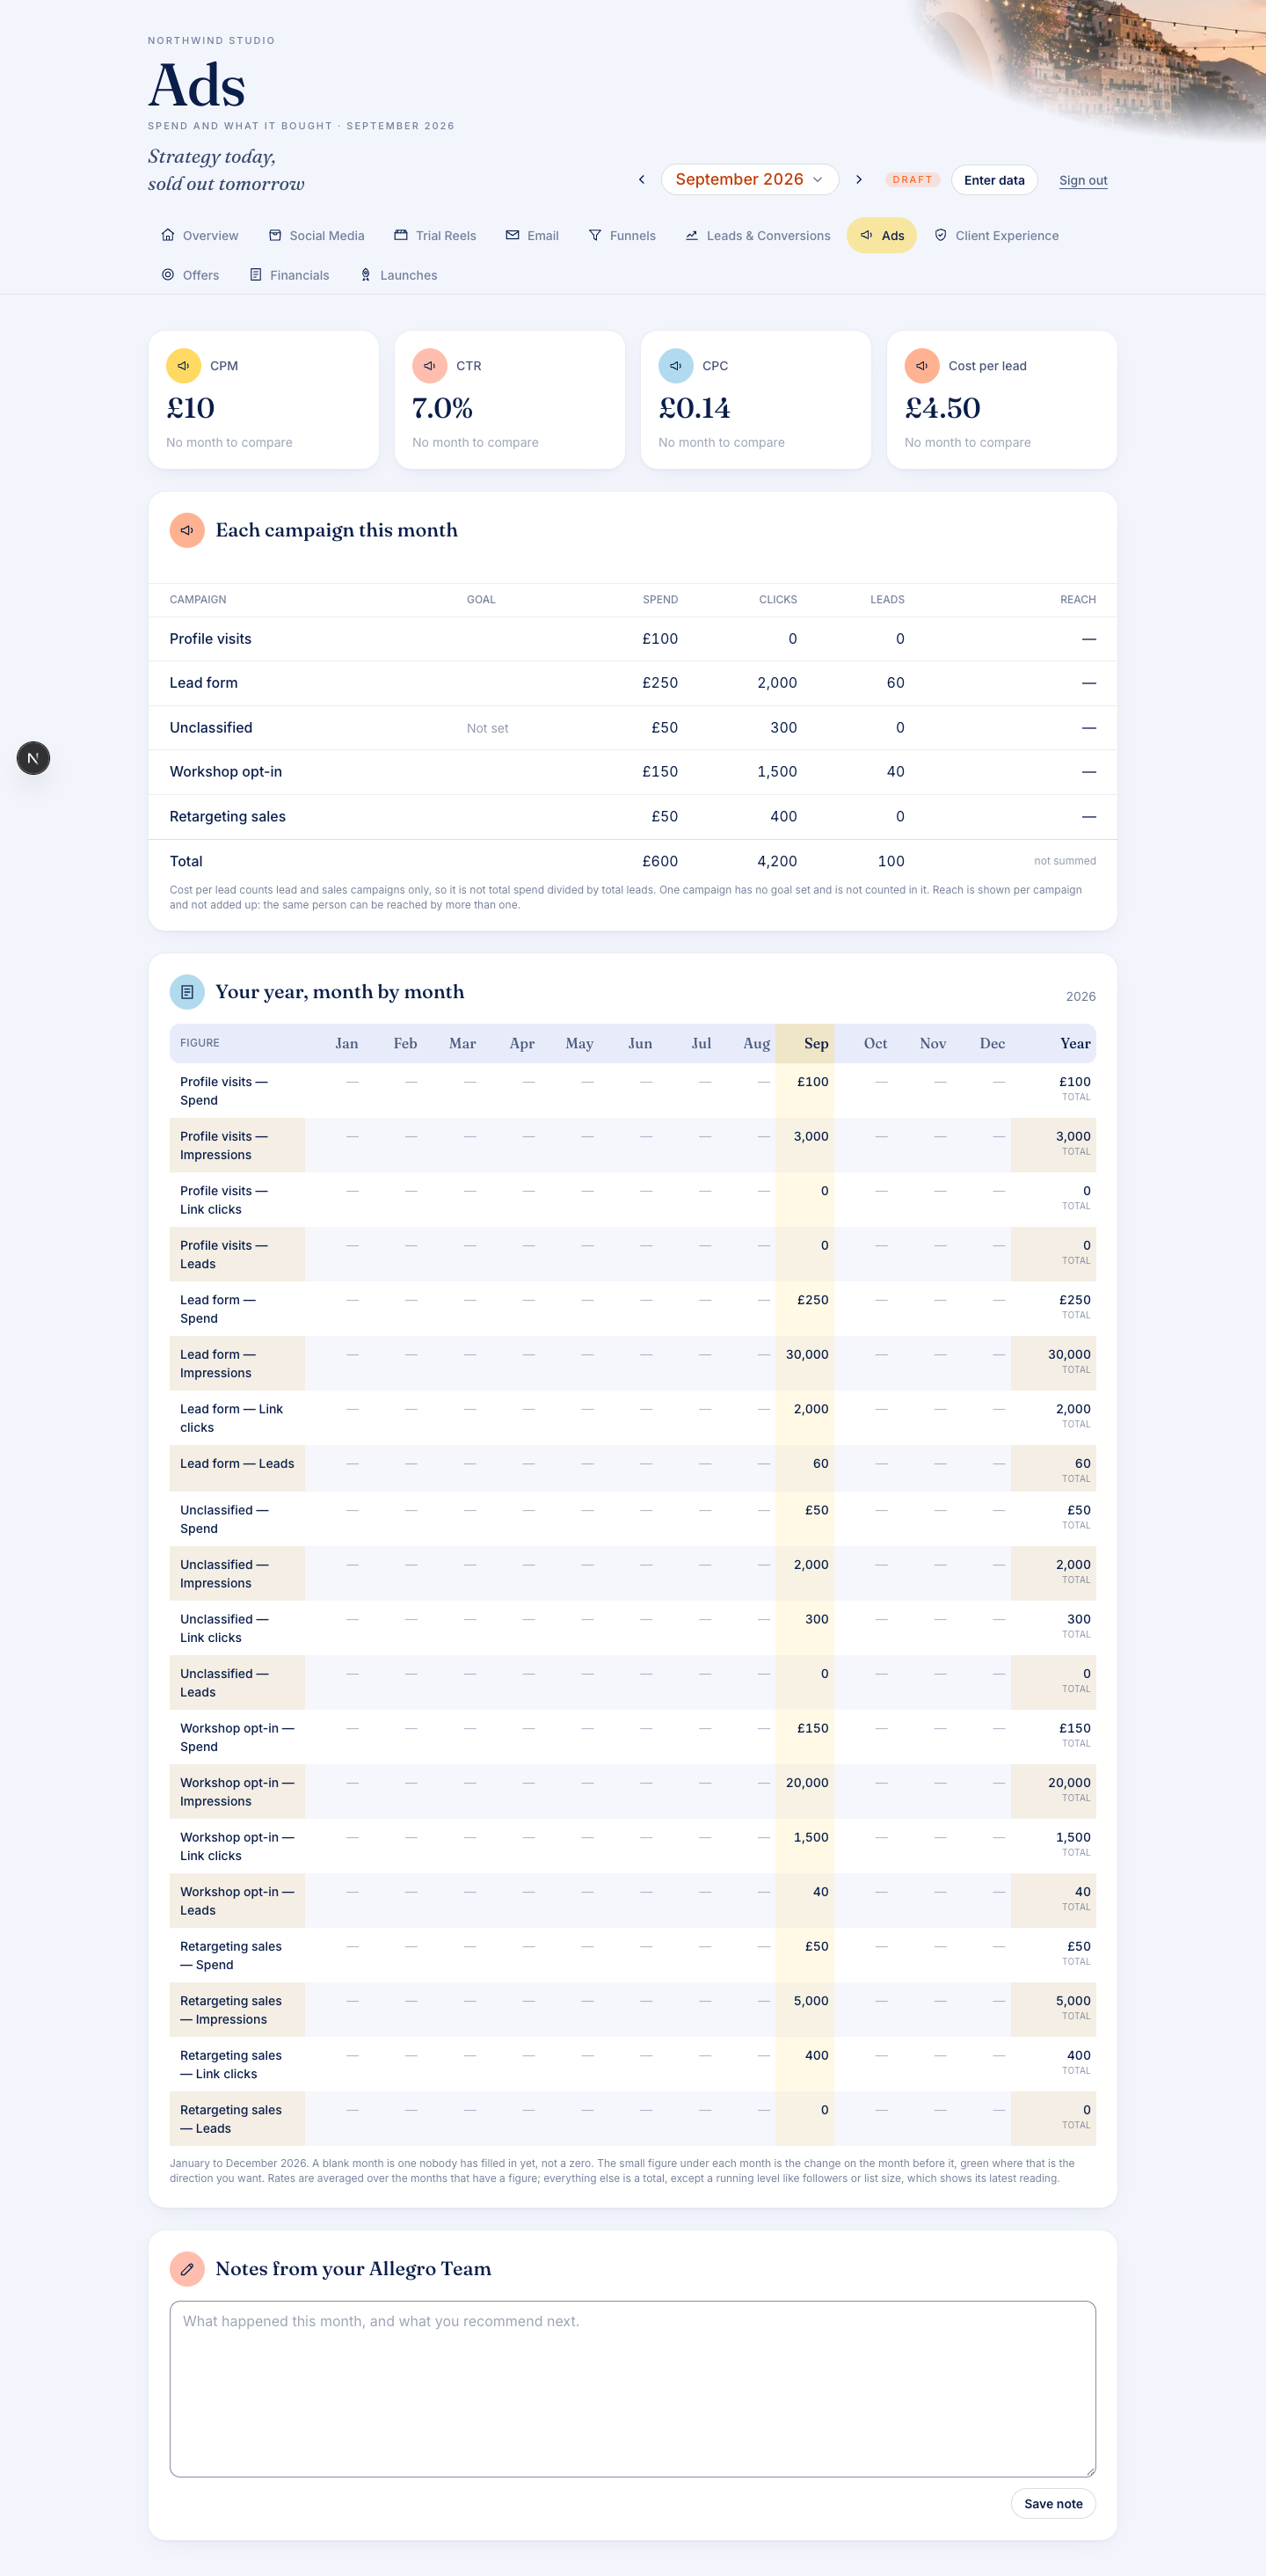 NORTHWIND STUDIO
Ads
SPEND AND WHAT IT BOUGHT · SEPTEMBER 2026
Strategy today,
sold out tomorrow
September 2026 DRAFT Enter data Sign out
Overview Social Media Trial Reels Email Funnels Leads & Conversions Ads Client Experience
Offers Financials Launches
CPM CTR CPC Cost per lead
£10 7.0% £0.14 £4.50
No month to compare No month to compare No month to compare No month to compare
Each campaign this month
CAMPAIGN GOAL SPEND CLICKS LEADS REACH
Profile visits £100 0 0 —
Lead form £250 2,000 60 —
Unclassified Not set £50 300 0 —
Workshop opt-in £150 1,500 40 —
Retargeting sales £50 400 0 —
Total £600 4,200 100 not summed
Cost per lead counts lead and sales campaigns only, so it is not total spend divided by total leads. One campaign has no goal set and is not counted in it. Reach is shown per campaign
and not added up: the same person can be reached by more than one.
Your year, month by month 2026
FIGURE Jan Feb Mar Apr May Jun Jul Aug Sep Oct Nov Dec Year
Profile visits — — — — — — — — — £100 — — — £100
Spend TOTAL
Profile visits — — — — — — — — — 3,000 — — — 3,000
Impressions TOTAL
Profile visits — — — — — — — — — 0 — — — 0
Link clicks TOTAL
Profile visits — — — — — — — — — 0 — — — 0
Leads TOTAL
Lead form — — — — — — — — — £250 — — — £250
Spend TOTAL
Lead form — — — — — — — — — 30,000 — — — 30,000
Impressions TOTAL
Lead form — Link — — — — — — — — 2,000 — — — 2,000
clicks TOTAL
Lead form — Leads — — — — — — — — 60 — — — 60
TOTAL
Unclassified — — — — — — — — — £50 — — — £50
Spend TOTAL
Unclassified — — — — — — — — — 2,000 — — — 2,000
Impressions TOTAL
Unclassified — — — — — — — — — 300 — — — 300
Link clicks TOTAL
Unclassified — — — — — — — — — 0 — — — 0
Leads TOTAL
Workshop opt-in — — — — — — — — — £150 — — — £150
Spend TOTAL
Workshop opt-in — — — — — — — — — 20,000 — — — 20,000
Impressions TOTAL
Workshop opt-in — — — — — — — — — 1,500 — — — 1,500
Link clicks TOTAL
Workshop opt-in — — — — — — — — — 40 — — — 40
Leads TOTAL
Retargeting sales — — — — — — — — £50 — — — £50
— Spend TOTAL
Retargeting sales — — — — — — — — 5,000 — — — 5,000
— Impressions TOTAL
Retargeting sales — — — — — — — — 400 — — — 400
— Link clicks TOTAL
Retargeting sales — — — — — — — — 0 — — — 0
— Leads TOTAL
January to December 2026. A blank month is one nobody has filled in yet, not a zero. The small figure under each month is the change on the month before it, green where that is the
direction you want. Rates are averaged over the months that have a figure; everything else is a total, except a running level like followers or list size, which shows its latest reading.
Notes from your Allegro Team
What happened this month, and what you recommend next.
Save note